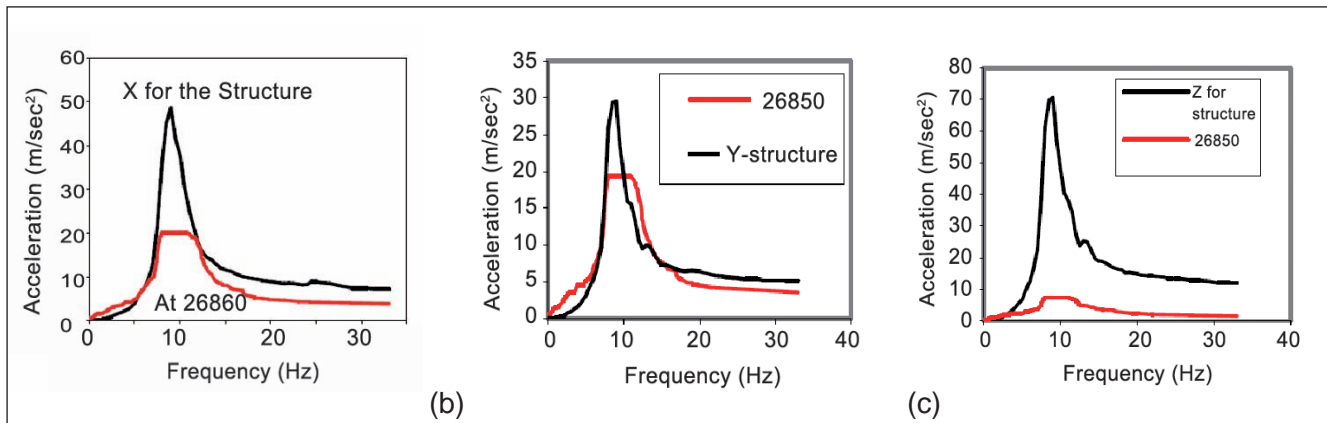 60
50
40
30
20
10
0
X for the Structure
At 26860
0 10 20 30
Acceleration (m/sec²)
Frequency (Hz)
(b)
35
30
25
20
15
10
5
0
26850
Y-structure
0 10 20 30 40
Acceleration (m/sec²)
Frequency (Hz)
(c)
80
70
60
50
40
30
20
10
0
Z for
structure
26850
0 10 20 30 40
Acceleration (m/sec²)
Frequency (Hz)